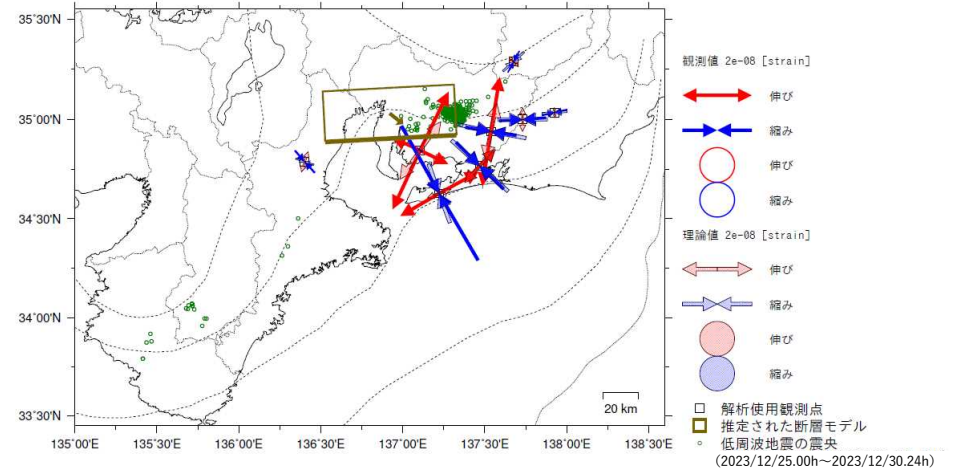 35°30'N
35°00'N
34°30'N
34°00'N
33°30'N
135°00'E 135°30'E 136°00'E 136°30'E 137°00'E 137°30'E 138°00'E 138°30'E
20 km
観測値 2e-08 [strain]
伸び
縮み
伸び
縮み
理論値 2e-08 [strain]
伸び
縮み
伸び
縮み
解析使用観測点
推定された断層モデル
低周波地震の震央
(2023/12/25.00h～2023/12/30.24h)